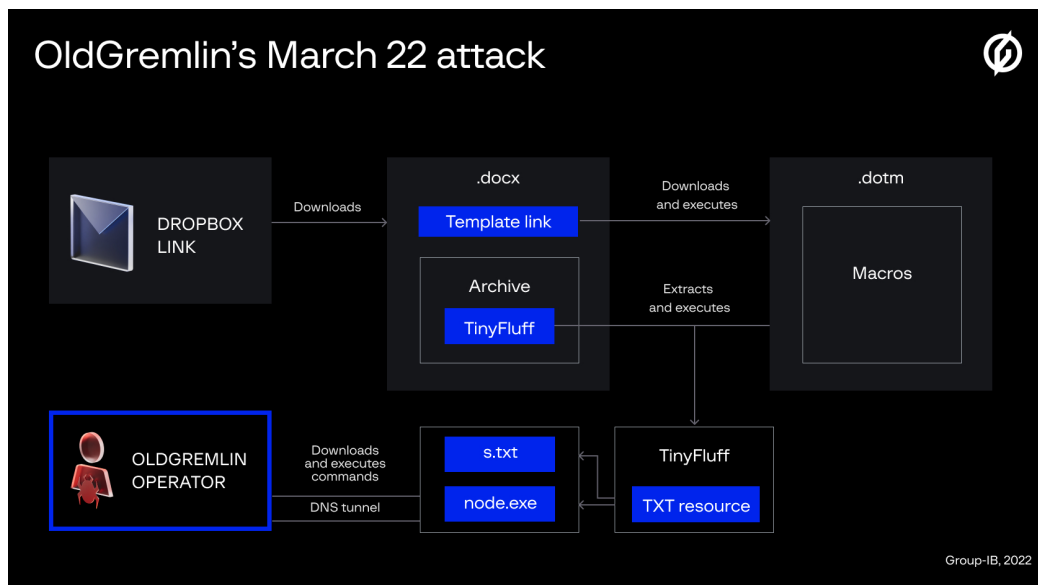 OldGremlin's March 22 attack
DROPBOX
LINK
Downloads
.docx
Template link
Archive
TinyFluff
Downloads
and executes
.dotm
Macros
Extracts
and executes
OLDGREMLIN
OPERATOR
Downloads
and executes
commands
DNS tunnel
s.txt
node.exe
TinyFluff
TXT resource
Group-IB, 2022